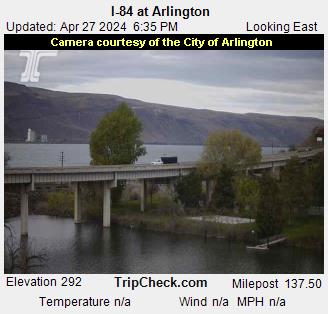 I-84 at Arlington
Updated: Apr 27 2024 6:35 PM Looking East
Camera courtesy of the City of Arlington
Elevation 292 TripCheck.com Milepost 137.50
Temperature n/a Wind n/a MPH n/a